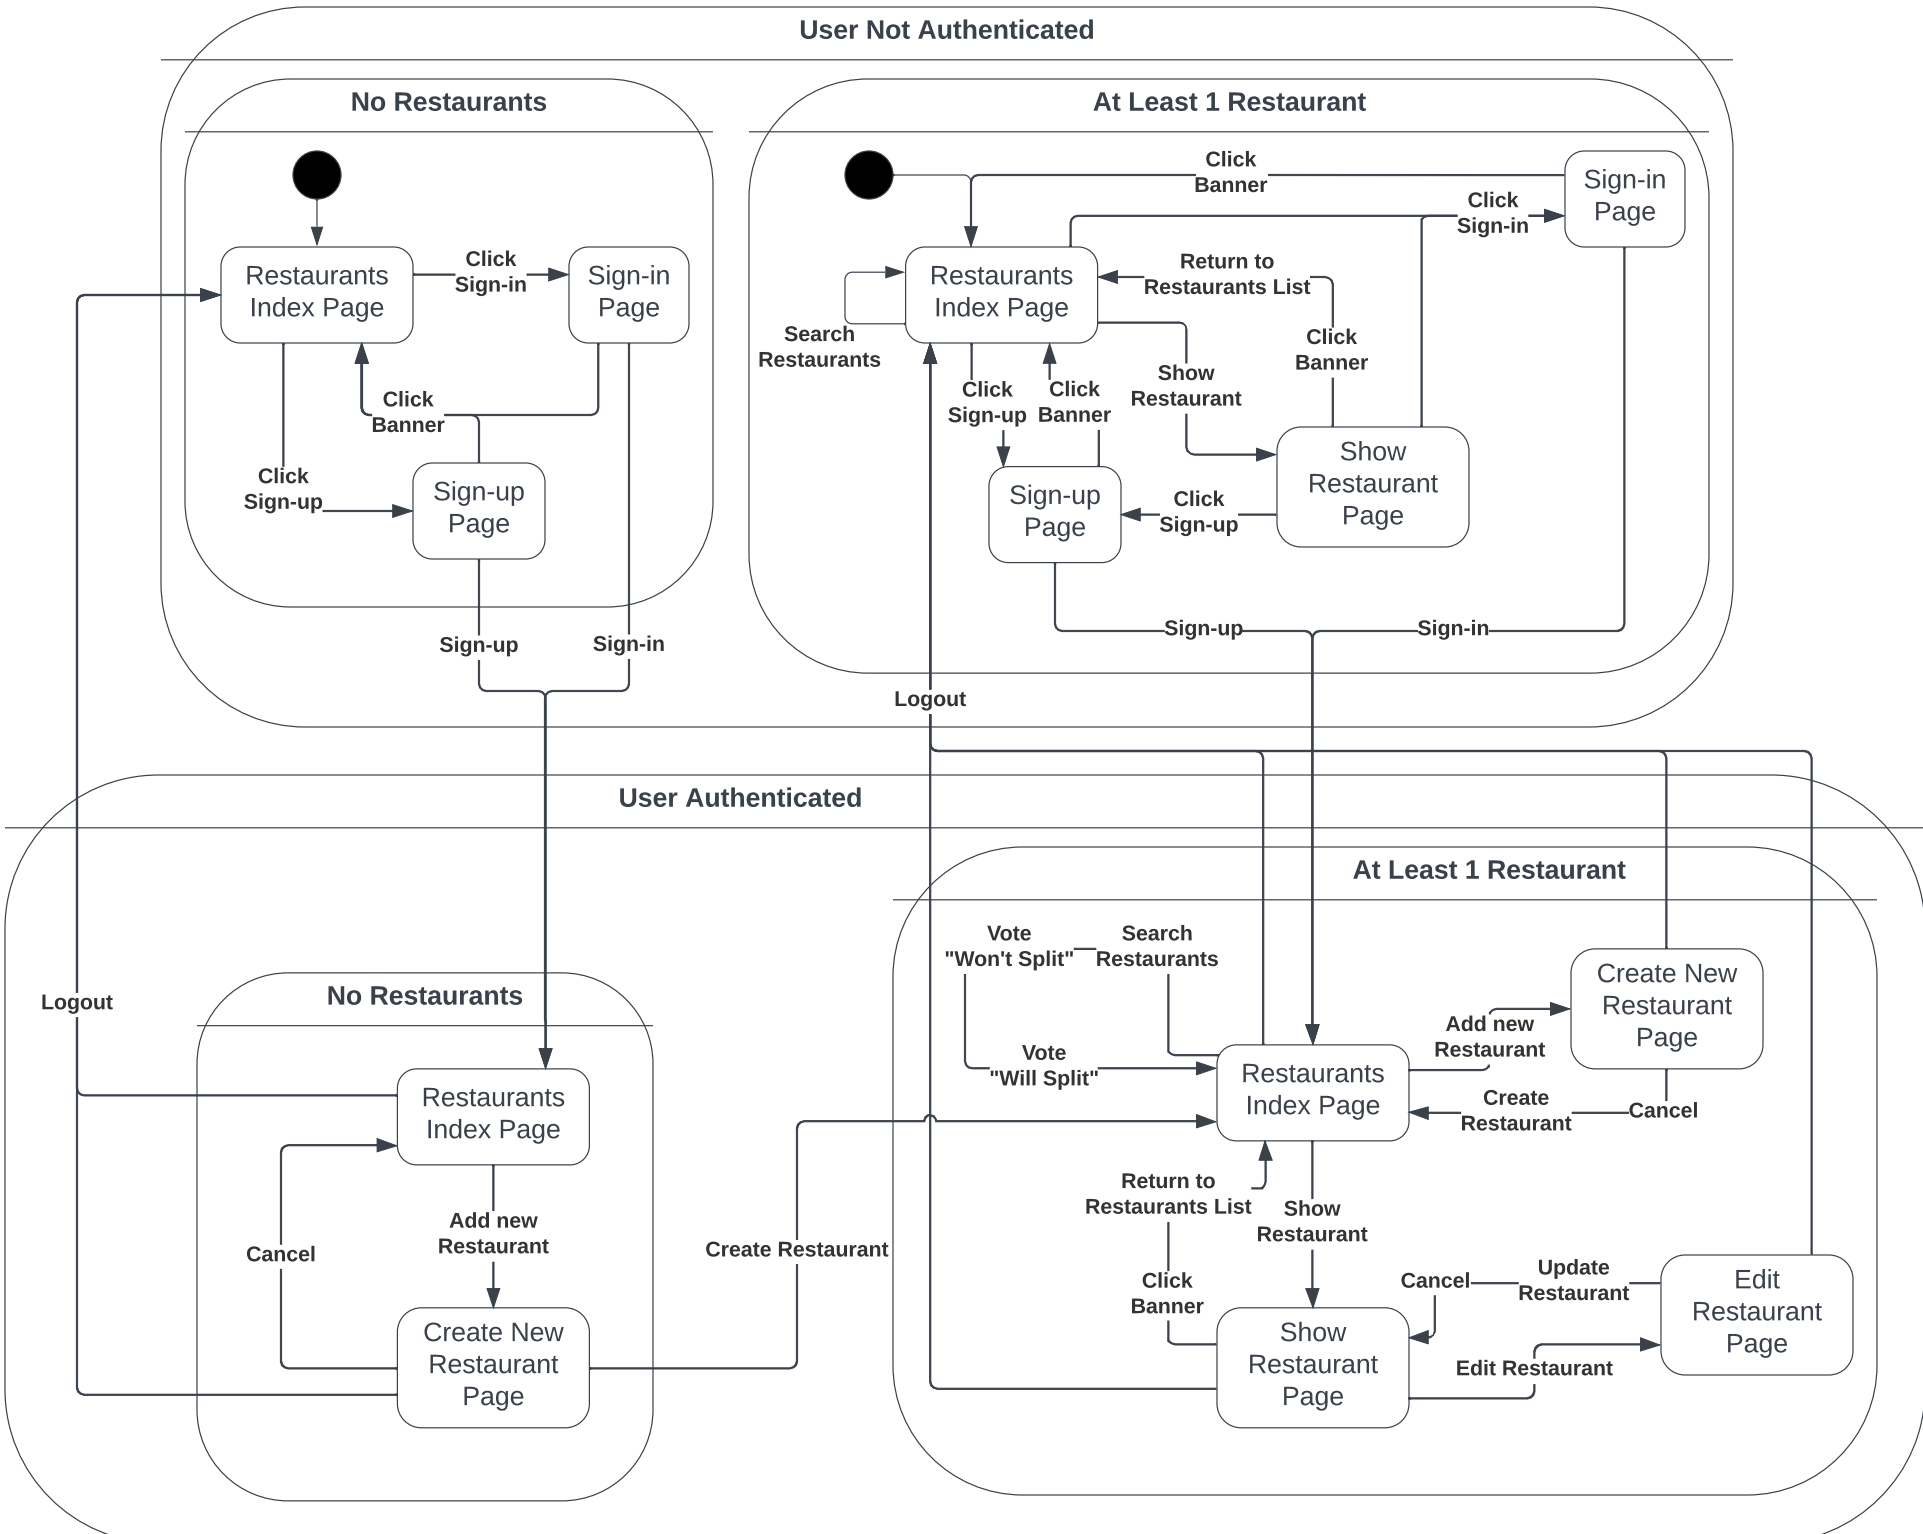 User Not Authenticated
No Restaurants
Restaurants
Index Page
Click
Sign-in
Sign-in
Page
Click
Banner
Click
Sign-up
Sign-up
Page
Sign-up
Sign-in
At Least 1 Restaurant
Click
Banner
Sign-in
Page
Click
Sign-in
Restaurants
Index Page
Return to
Restaurants List
Click
Banner
Search
Restaurants
Click
Sign-up
Click
Banner
Show
Restaurant
Show
Restaurant
Page
Sign-up
Page
Click
Sign-up
Sign-up
Sign-in
Logout
User Authenticated
Logout
No Restaurants
Restaurants
Index Page
Add new
Restaurant
Cancel
Create New
Restaurant
Page
Create Restaurant
At Least 1 Restaurant
Vote
"Won't Split"
Search
Restaurants
Vote
"Will Split"
Restaurants
Index Page
Add new
Restaurant
Create New
Restaurant
Page
Create
Restaurant
Cancel
Return to
Restaurants List
Show
Restaurant
Click
Banner
Show
Restaurant
Page
Cancel
Update
Restaurant
Edit Restaurant
Edit
Restaurant
Page